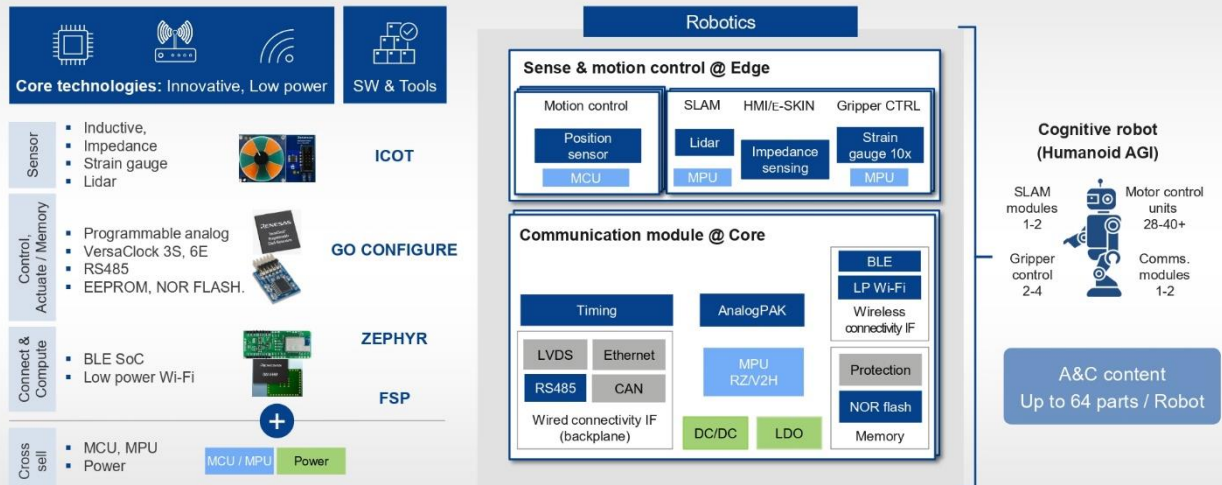 Core technologies: Innovative, Low power
SW & Tools
Sensor
▪ Inductive,
▪ Impedance
▪ Strain gauge
▪ Lidar
ICOT
Control,
Actuate / Memory
▪ Programmable analog
▪ VersaClock 3S, 6E
▪ RS485
▪ EEPROM, NOR FLASH.
RENESAS
GO CONFIGURE
Connect &
Compute
▪ BLE SoC
▪ Low power Wi-Fi
ZEPHYR
FSP
+
Cross
sell
▪ MCU, MPU
▪ Power
MCU / MPU
Power
Robotics
Sense & motion control @ Edge
Motion control
Position
sensor
MCU
SLAM
Lidar
MPU
HMI/E-SKIN
Impedance
sensing
Gripper CTRL
Strain
gauge 10x
MPU
Communication module @ Core
Timing
LVDS
Ethernet
RS485
CAN
Wired connectivity IF
(backplane)
AnalogPAK
MPU
RZ/V2H
DC/DC
LDO
BLE
LP Wi-Fi
Wireless
connectivity IF
Protection
NOR flash
Memory
Cognitive robot
(Humanoid AGI)
SLAM
modules
1-2
Motor control
units
28-40+
Gripper
control
2-4
Comms.
modules
1-2
A&C content
Up to 64 parts / Robot